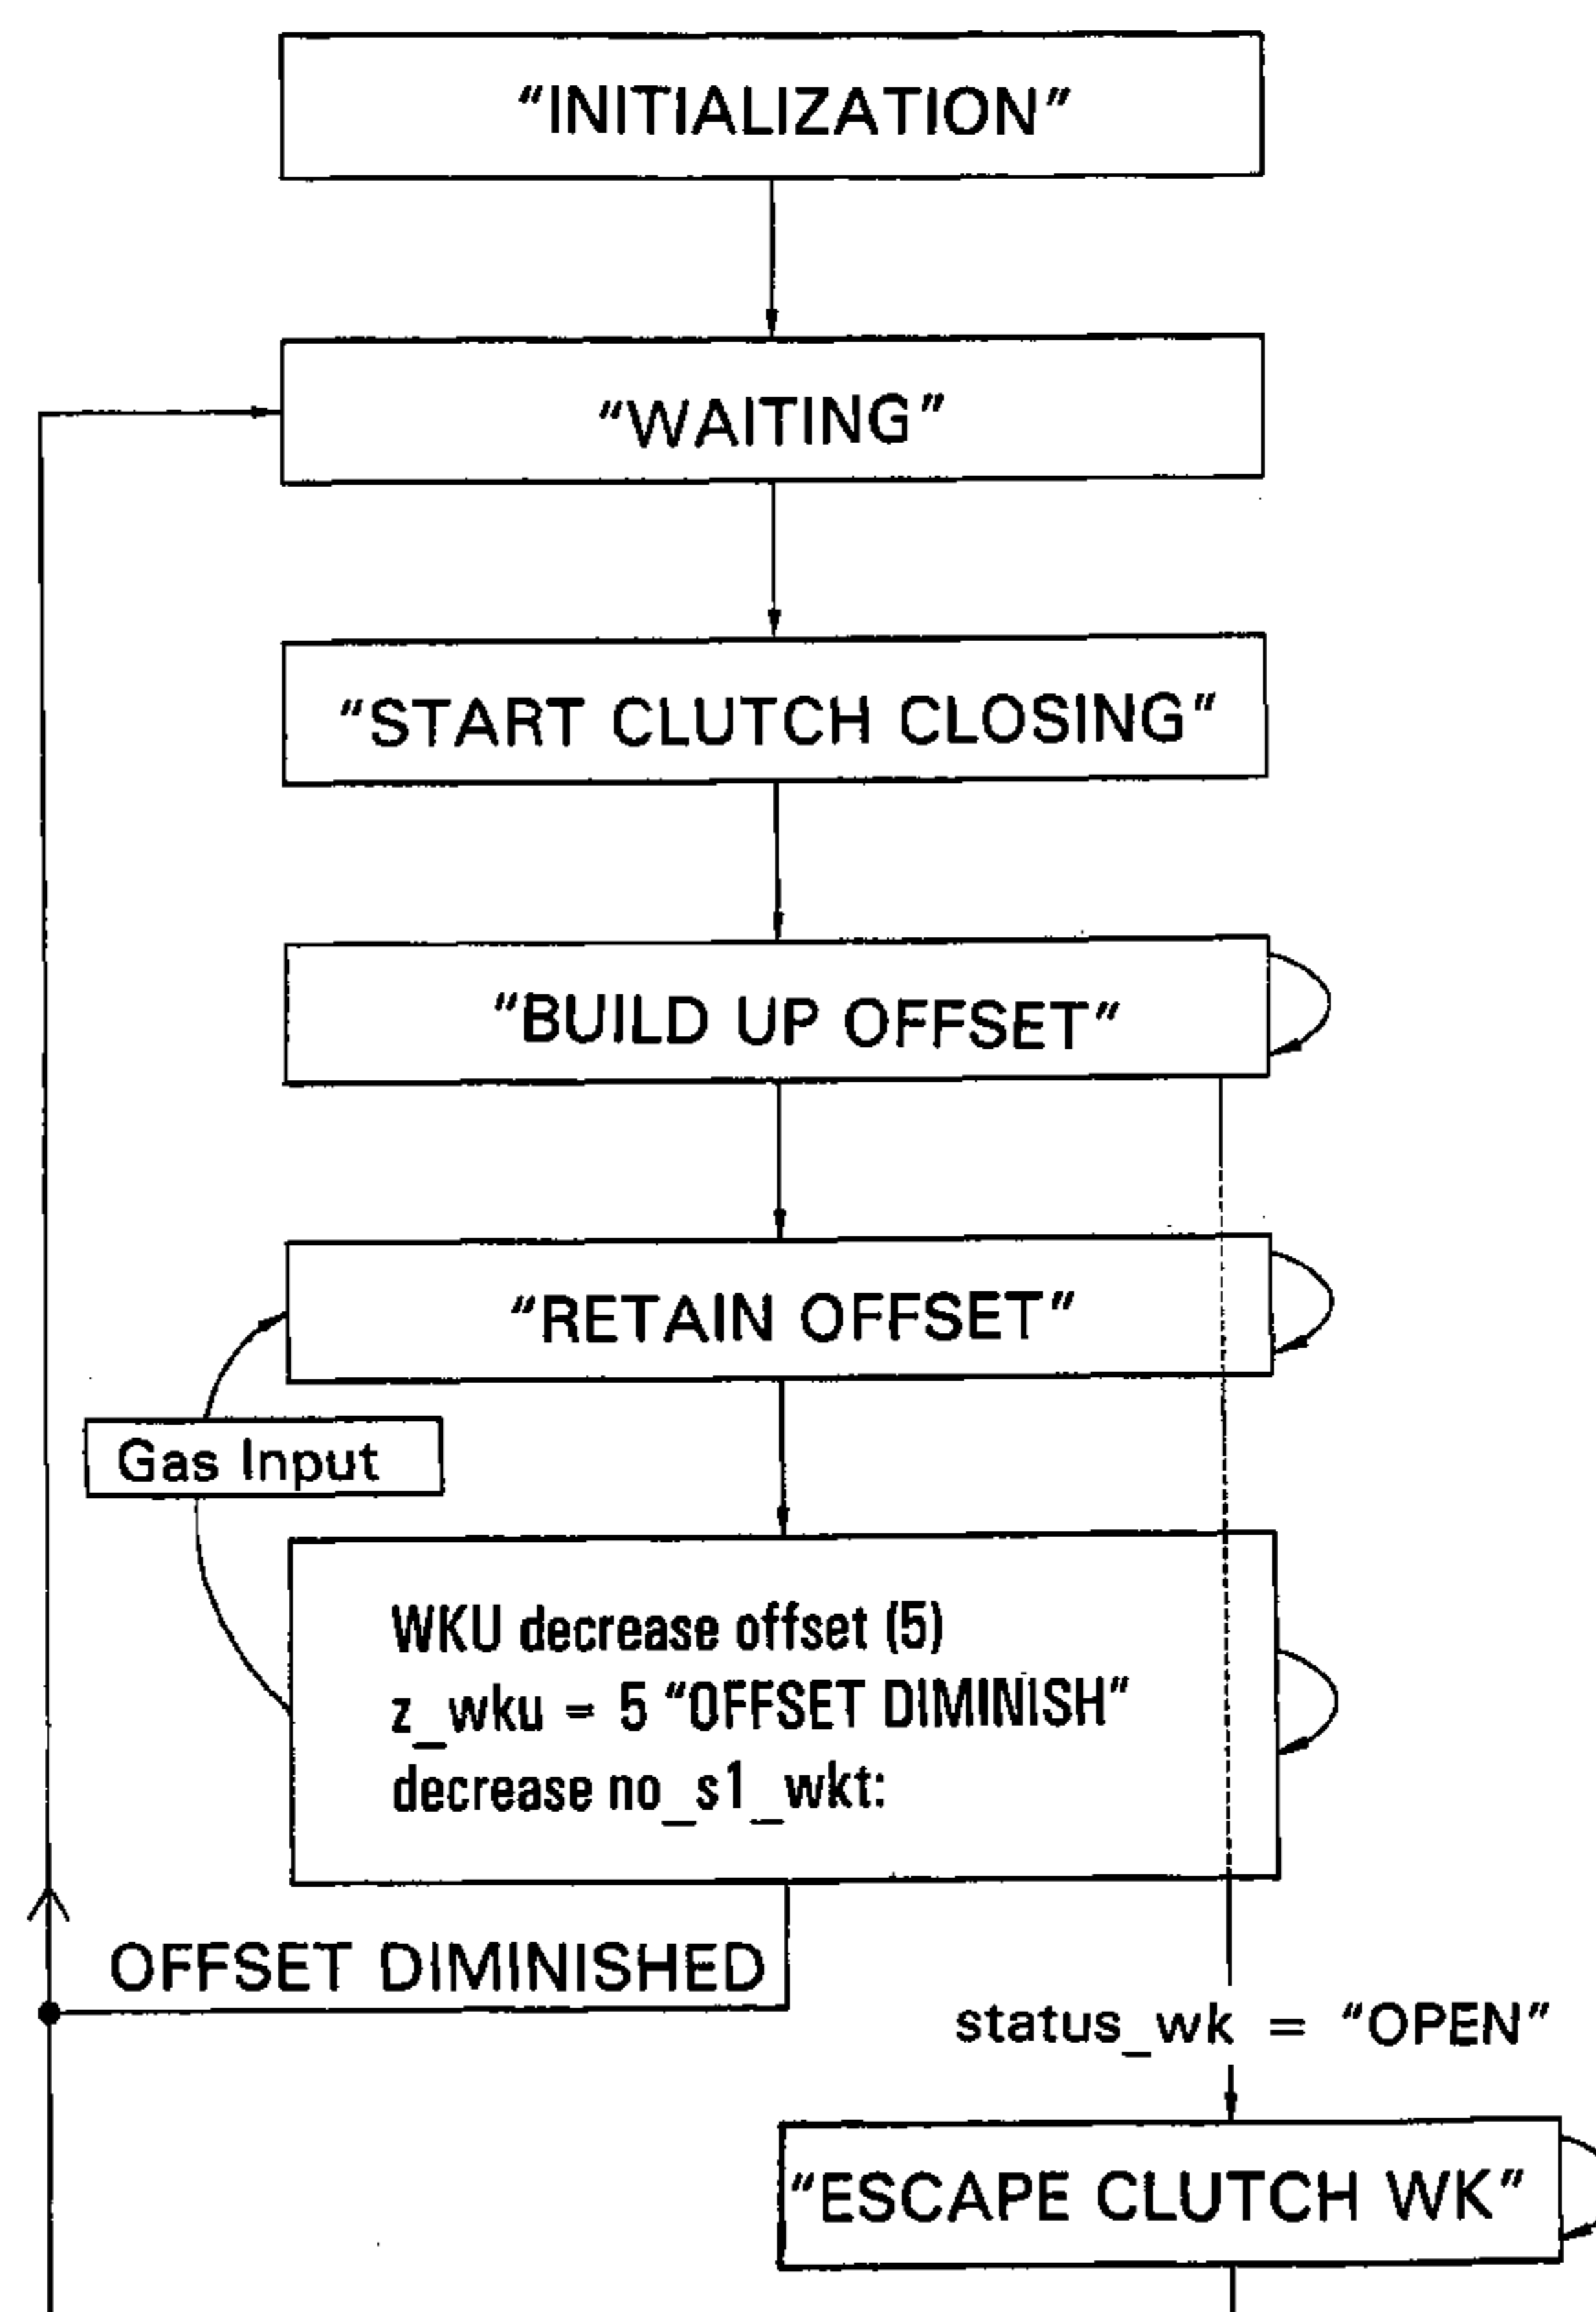 “INITIALIZATION”
“WAITING”
“START CLUTCH CLOSING”
“BUILD UP OFFSET”
“RETAIN OFFSET”
Gas Input
WKU decrease offset (5)
z_wku = 5 “OFFSET DIMINISH”
decrease no_s1_wkt:
OFFSET DIMINISHED
status_wk = “OPEN”
“ESCAPE CLUTCH WK”